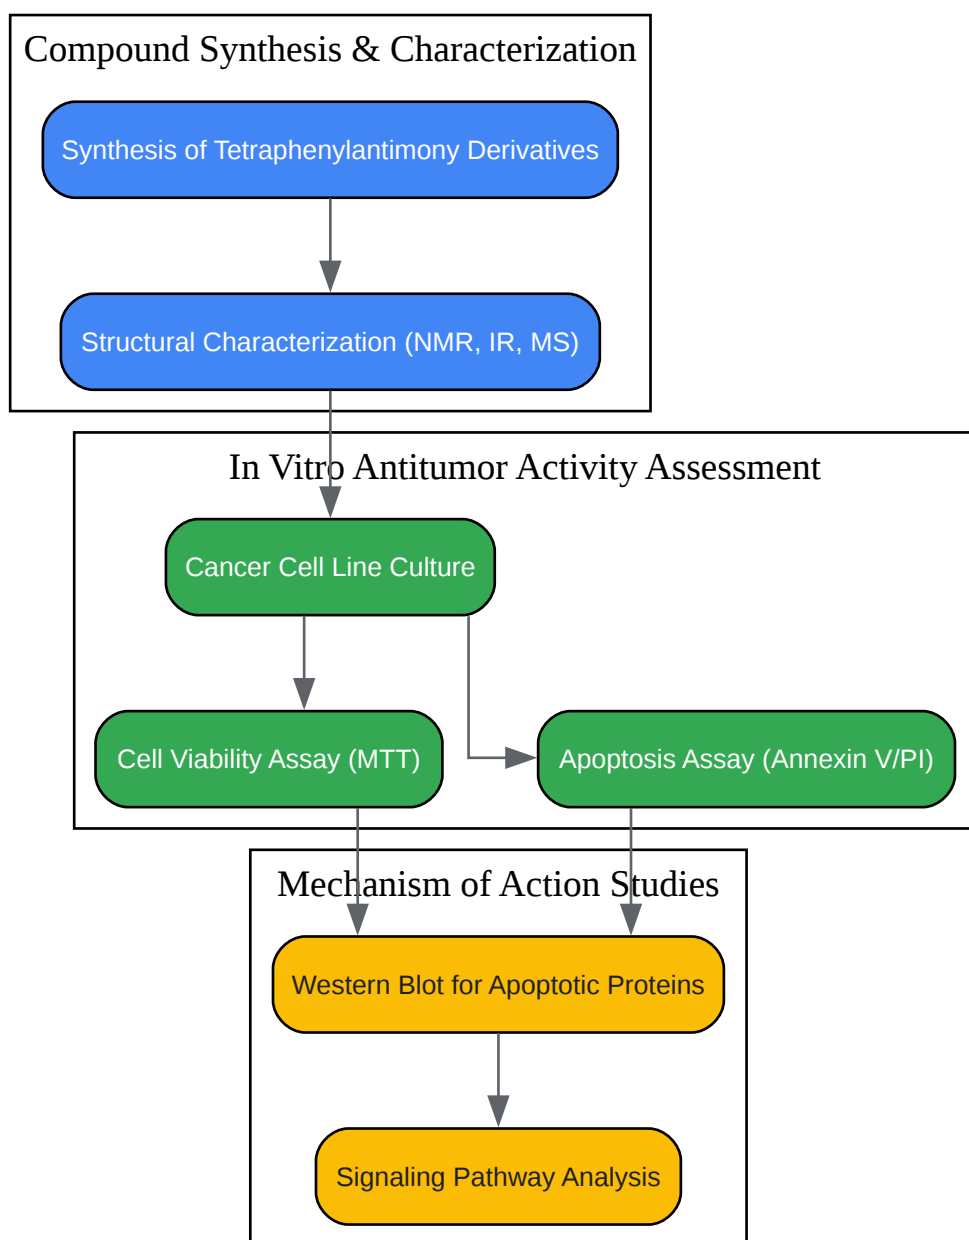 Compound Synthesis & Characterization
Synthesis of Tetraphenylantimony Derivatives
Structural Characterization (NMR, IR, MS)
In Vitro Antitumor Activity Assessment
Cancer Cell Line Culture
Cell Viability Assay (MTT)
Apoptosis Assay (Annexin V/PI)
Mechanism of Action Studies
Western Blot for Apoptotic Proteins
Signaling Pathway Analysis